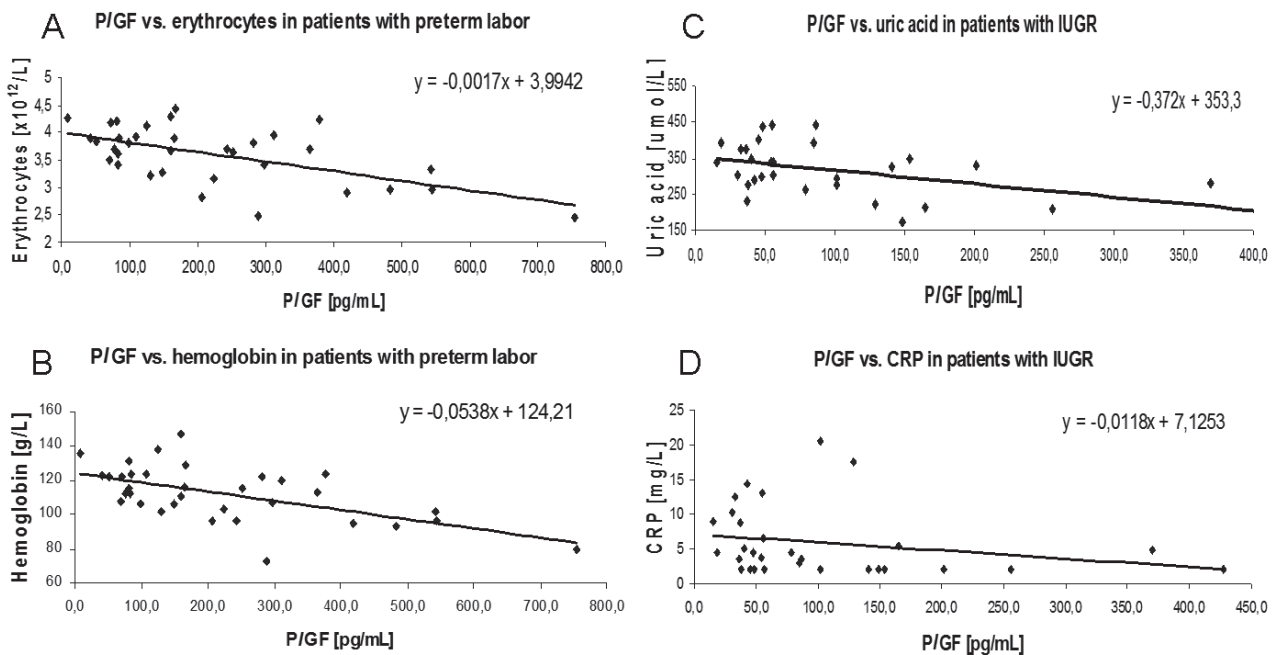 A
P/GF vs. erythrocytes in patients with preterm labor
y = -0,0017x + 3,9942
Erythrocytes [x10^12/L]
5
4,5
4
3,5
3
2,5
2
0,0 100,0 200,0 300,0 400,0 500,0 600,0 700,0 800,0
P/GF [pg/mL]
C
P/GF vs. uric acid in patients with IUGR
y = -0,372x + 353,3
Uric acid [umol/L]
550
450
350
250
150
0,0 50,0 100,0 150,0 200,0 250,0 300,0 350,0 400,0
P/GF [pg/mL]
B
P/GF vs. hemoglobin in patients with preterm labor
y = -0,0538x + 124,21
Hemoglobin [g/L]
160
140
120
100
80
60
0,0 100,0 200,0 300,0 400,0 500,0 600,0 700,0 800,0
P/GF [pg/mL]
D
P/GF vs. CRP in patients with IUGR
y = -0,0118x + 7,1253
CRP [mg/L]
25
20
15
10
5
0
0,0 50,0 100,0 150,0 200,0 250,0 300,0 350,0 400,0 450,0
P/GF [pg/mL]